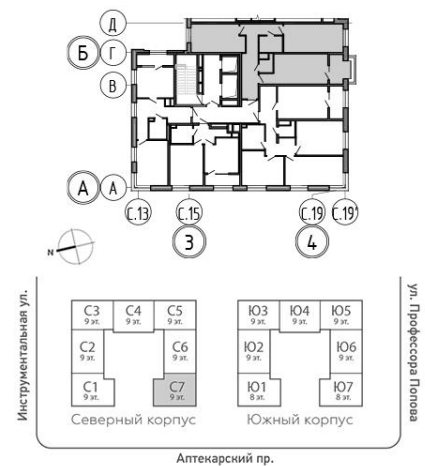 Д
Б Г
В
А А
С.13 С.15 С.19 С.19*
3 4
N
Инструментальная ул.
С3 С4 С5
9 эт. 9 эт. 9 эт.
С2 С6
9 эт. 9 эт.
С1 С7
9 эт. 9 эт.
Северный корпус
Ю3 Ю4 Ю5
9 эт. 9 эт. 9 эт.
Ю2 Ю6
9 эт. 9 эт.
Ю1 Ю7
8 эт. 8 эт.
Южный корпус
ул. Профессора Попова
Аптекарский пр.